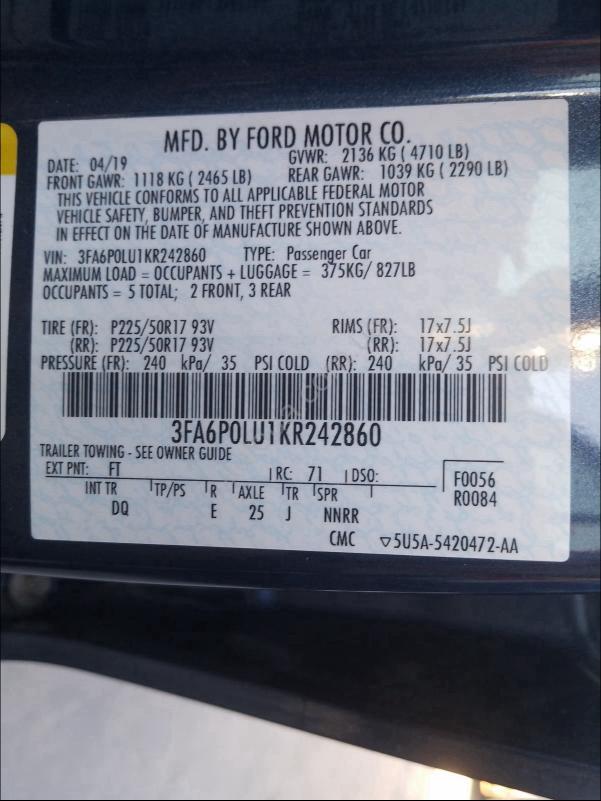 MFD. BY FORD MOTOR CO.
DATE: 04/19 GVWR: 2136 KG ( 4710 LB)
FRONT GAWR: 1118 KG ( 2465 LB) REAR GAWR: 1039 KG ( 2290 LB)
THIS VEHICLE CONFORMS TO ALL APPLICABLE FEDERAL MOTOR
VEHICLE SAFETY, BUMPER, AND THEFT PREVENTION STANDARDS
IN EFFECT ON THE DATE OF MANUFACTURE SHOWN ABOVE.
VIN: 3FA6P0LU1KR242860 TYPE: Passenger Car
MAXIMUM LOAD = OCCUPANTS + LUGGAGE = 375KG/ 827LB
OCCUPANTS = 5 TOTAL; 2 FRONT, 3 REAR
TIRE (FR): P225/50R17 93V RIMS (FR): 17x7.5J
(RR): P225/50R17 93V (RR): 17x7.5J
PRESSURE (FR): 240 kPa/ 35 PSI COLD (RR): 240 kPa/ 35 PSI COLD
3FA6P0LU1KR242860
TRAILER TOWING - SEE OWNER GUIDE
EXT PNT: FT RC: 71 DSO: F0056
R0084
INT TR TP/PS R AXLE TR SPR
DQ E 25 J NNRR
CMC ▽5U5A-5420472-AA